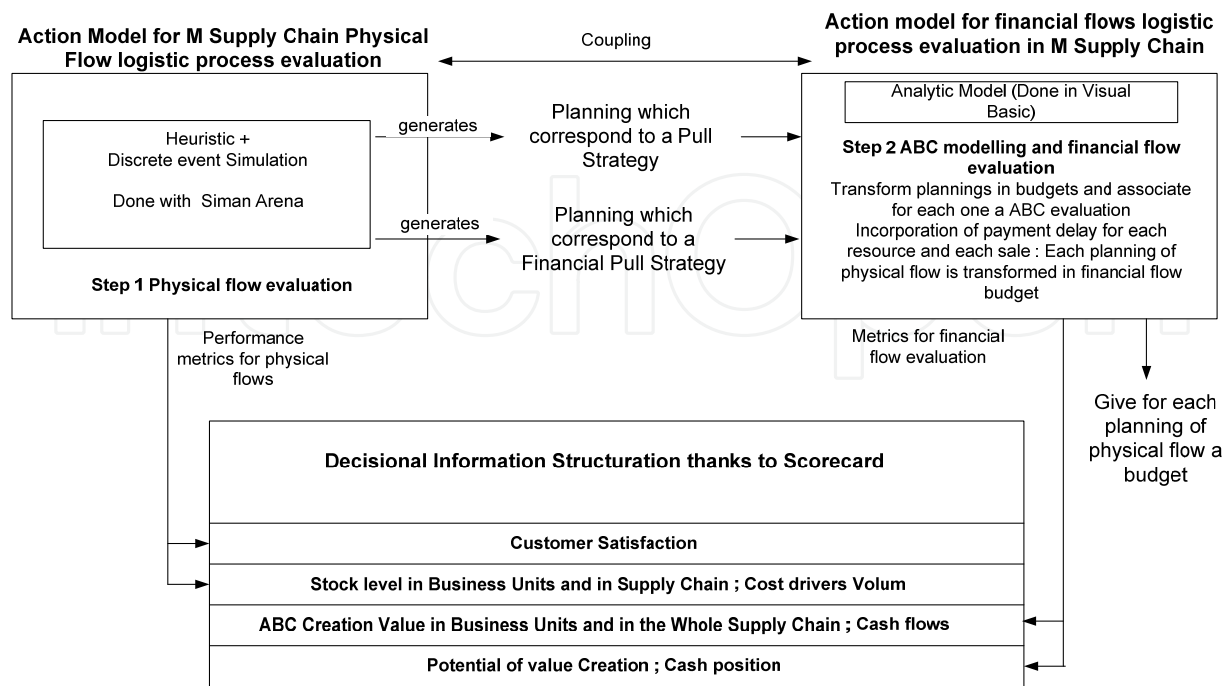 Action Model for M Supply Chain Physical
Flow logistic process evaluation
Coupling
Action model for financial flows logistic
process evaluation in M Supply Chain
Heuristic +
Discrete event Simulation
Done with Siman Arena
Step 1 Physical flow evaluation
generates
Planning which
correspond to a Pull
Strategy
generates
Planning which
correspond to a
Financial Pull Strategy
Analytic Model (Done in Visual
Basic)
Step 2 ABC modelling and financial flow
evaluation
Transform plannings in budgets and associate
for each one a ABC evaluation
Incorporation of payment delay for each
resource and each sale : Each planning of
physical flow is transformed in financial flow
budget
Performance
metrics for physical
flows
Metrics for financial
flow evaluation
Give for each
planning of
physical flow a
budget
Decisional Information Structuration thanks to Scorecard
Customer Satisfaction
Stock level in Business Units and in Supply Chain ; Cost drivers Volum
ABC Creation Value in Business Units and in the Whole Supply Chain ; Cash flows
Potential of value Creation ; Cash position
intechopen